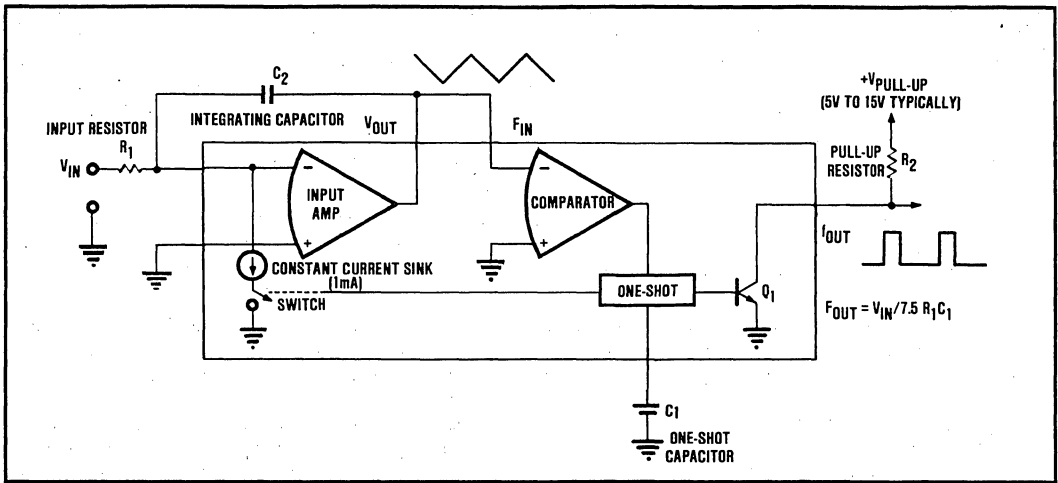 C2
INTEGRATING CAPACITOR
INPUT RESISTOR
R1
VIN
VOUT
FIN
+VPULL-UP
(5V TO 15V TYPICALLY)
PULL-UP
RESISTOR
R2
−
INPUT
AMP
+
−
COMPARATOR
+
fOUT
CONSTANT CURRENT SINK
(1mA)
SWITCH
ONE-SHOT
Q1
FOUT = VIN/7.5 R1C1
C1
ONE-SHOT
CAPACITOR